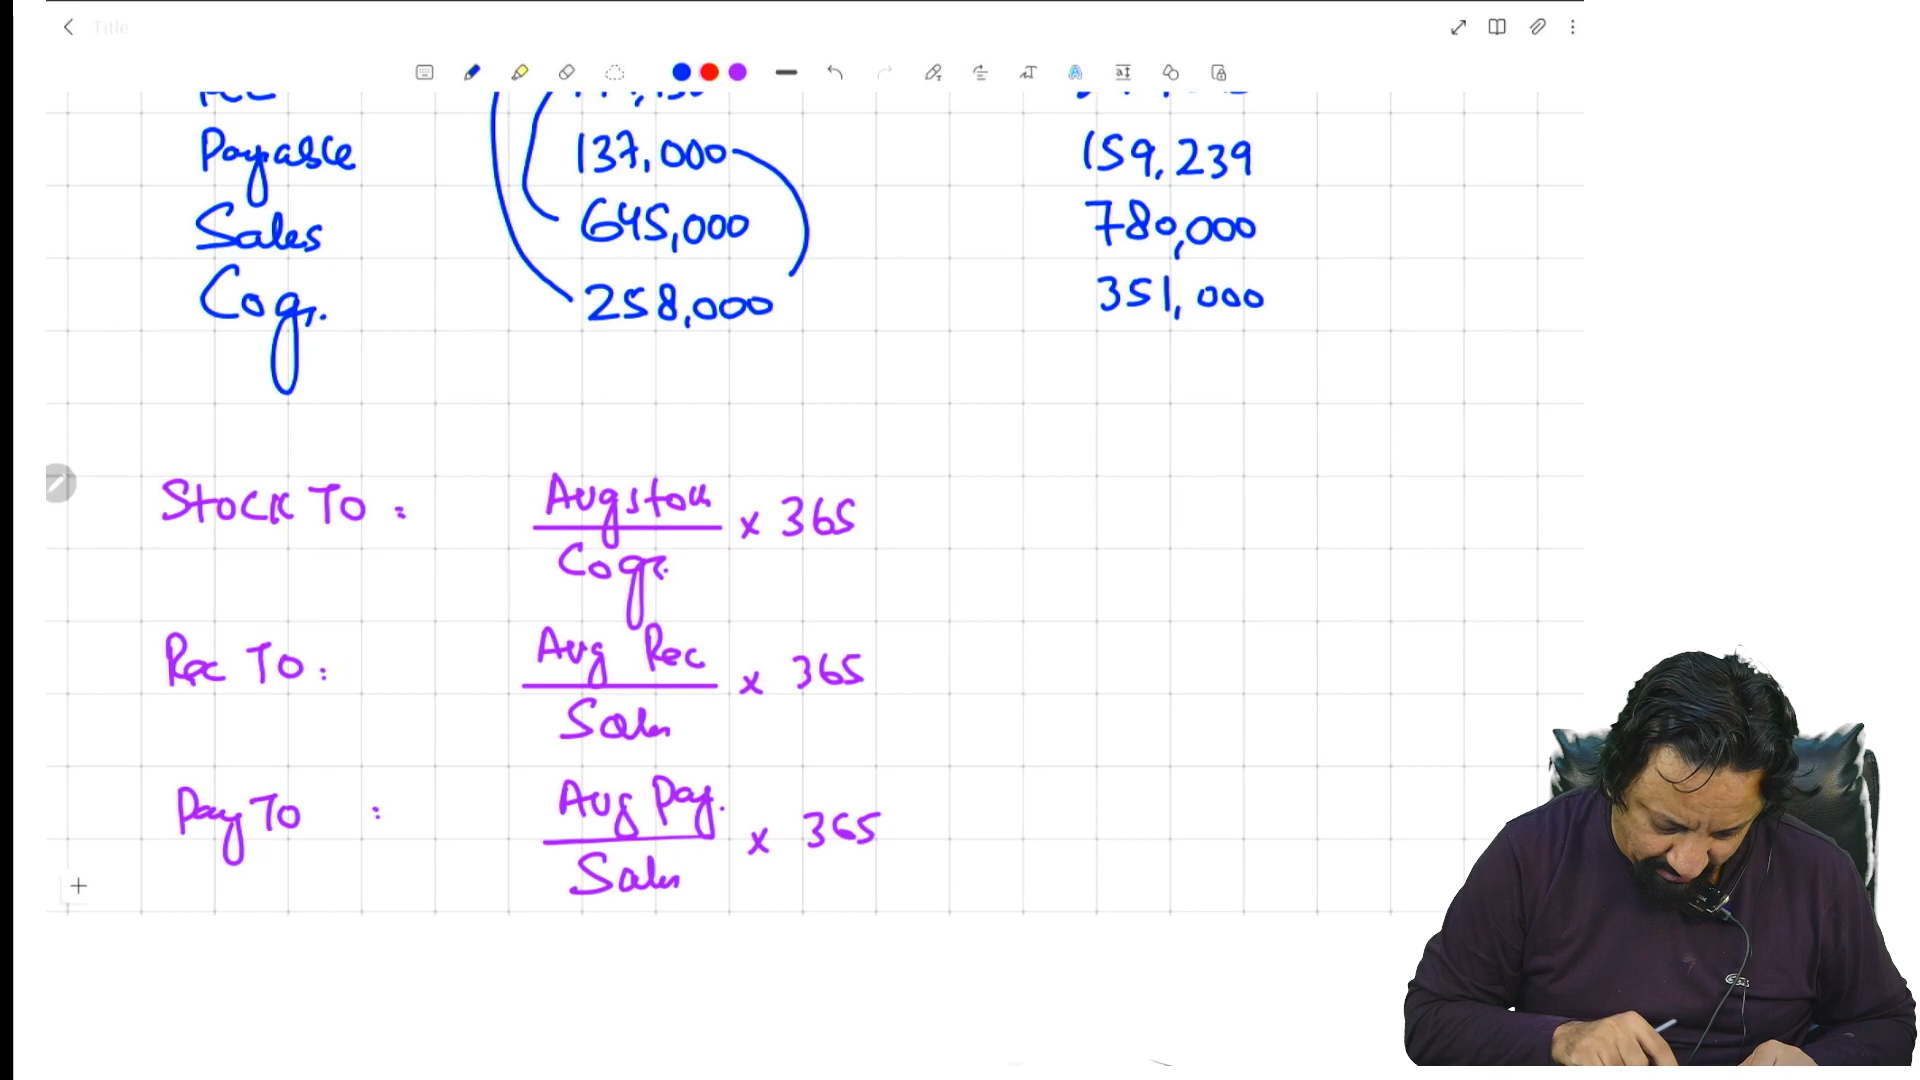 Title
Payable 137,000 159,239
Sales 645,000 780,000
Cogs. 258,000 351,000
Stock TO : Avg stock × 365
Cogs.
Rec TO : Avg Rec × 365
Sales
Pay TO : Avg Pay. × 365
Sales